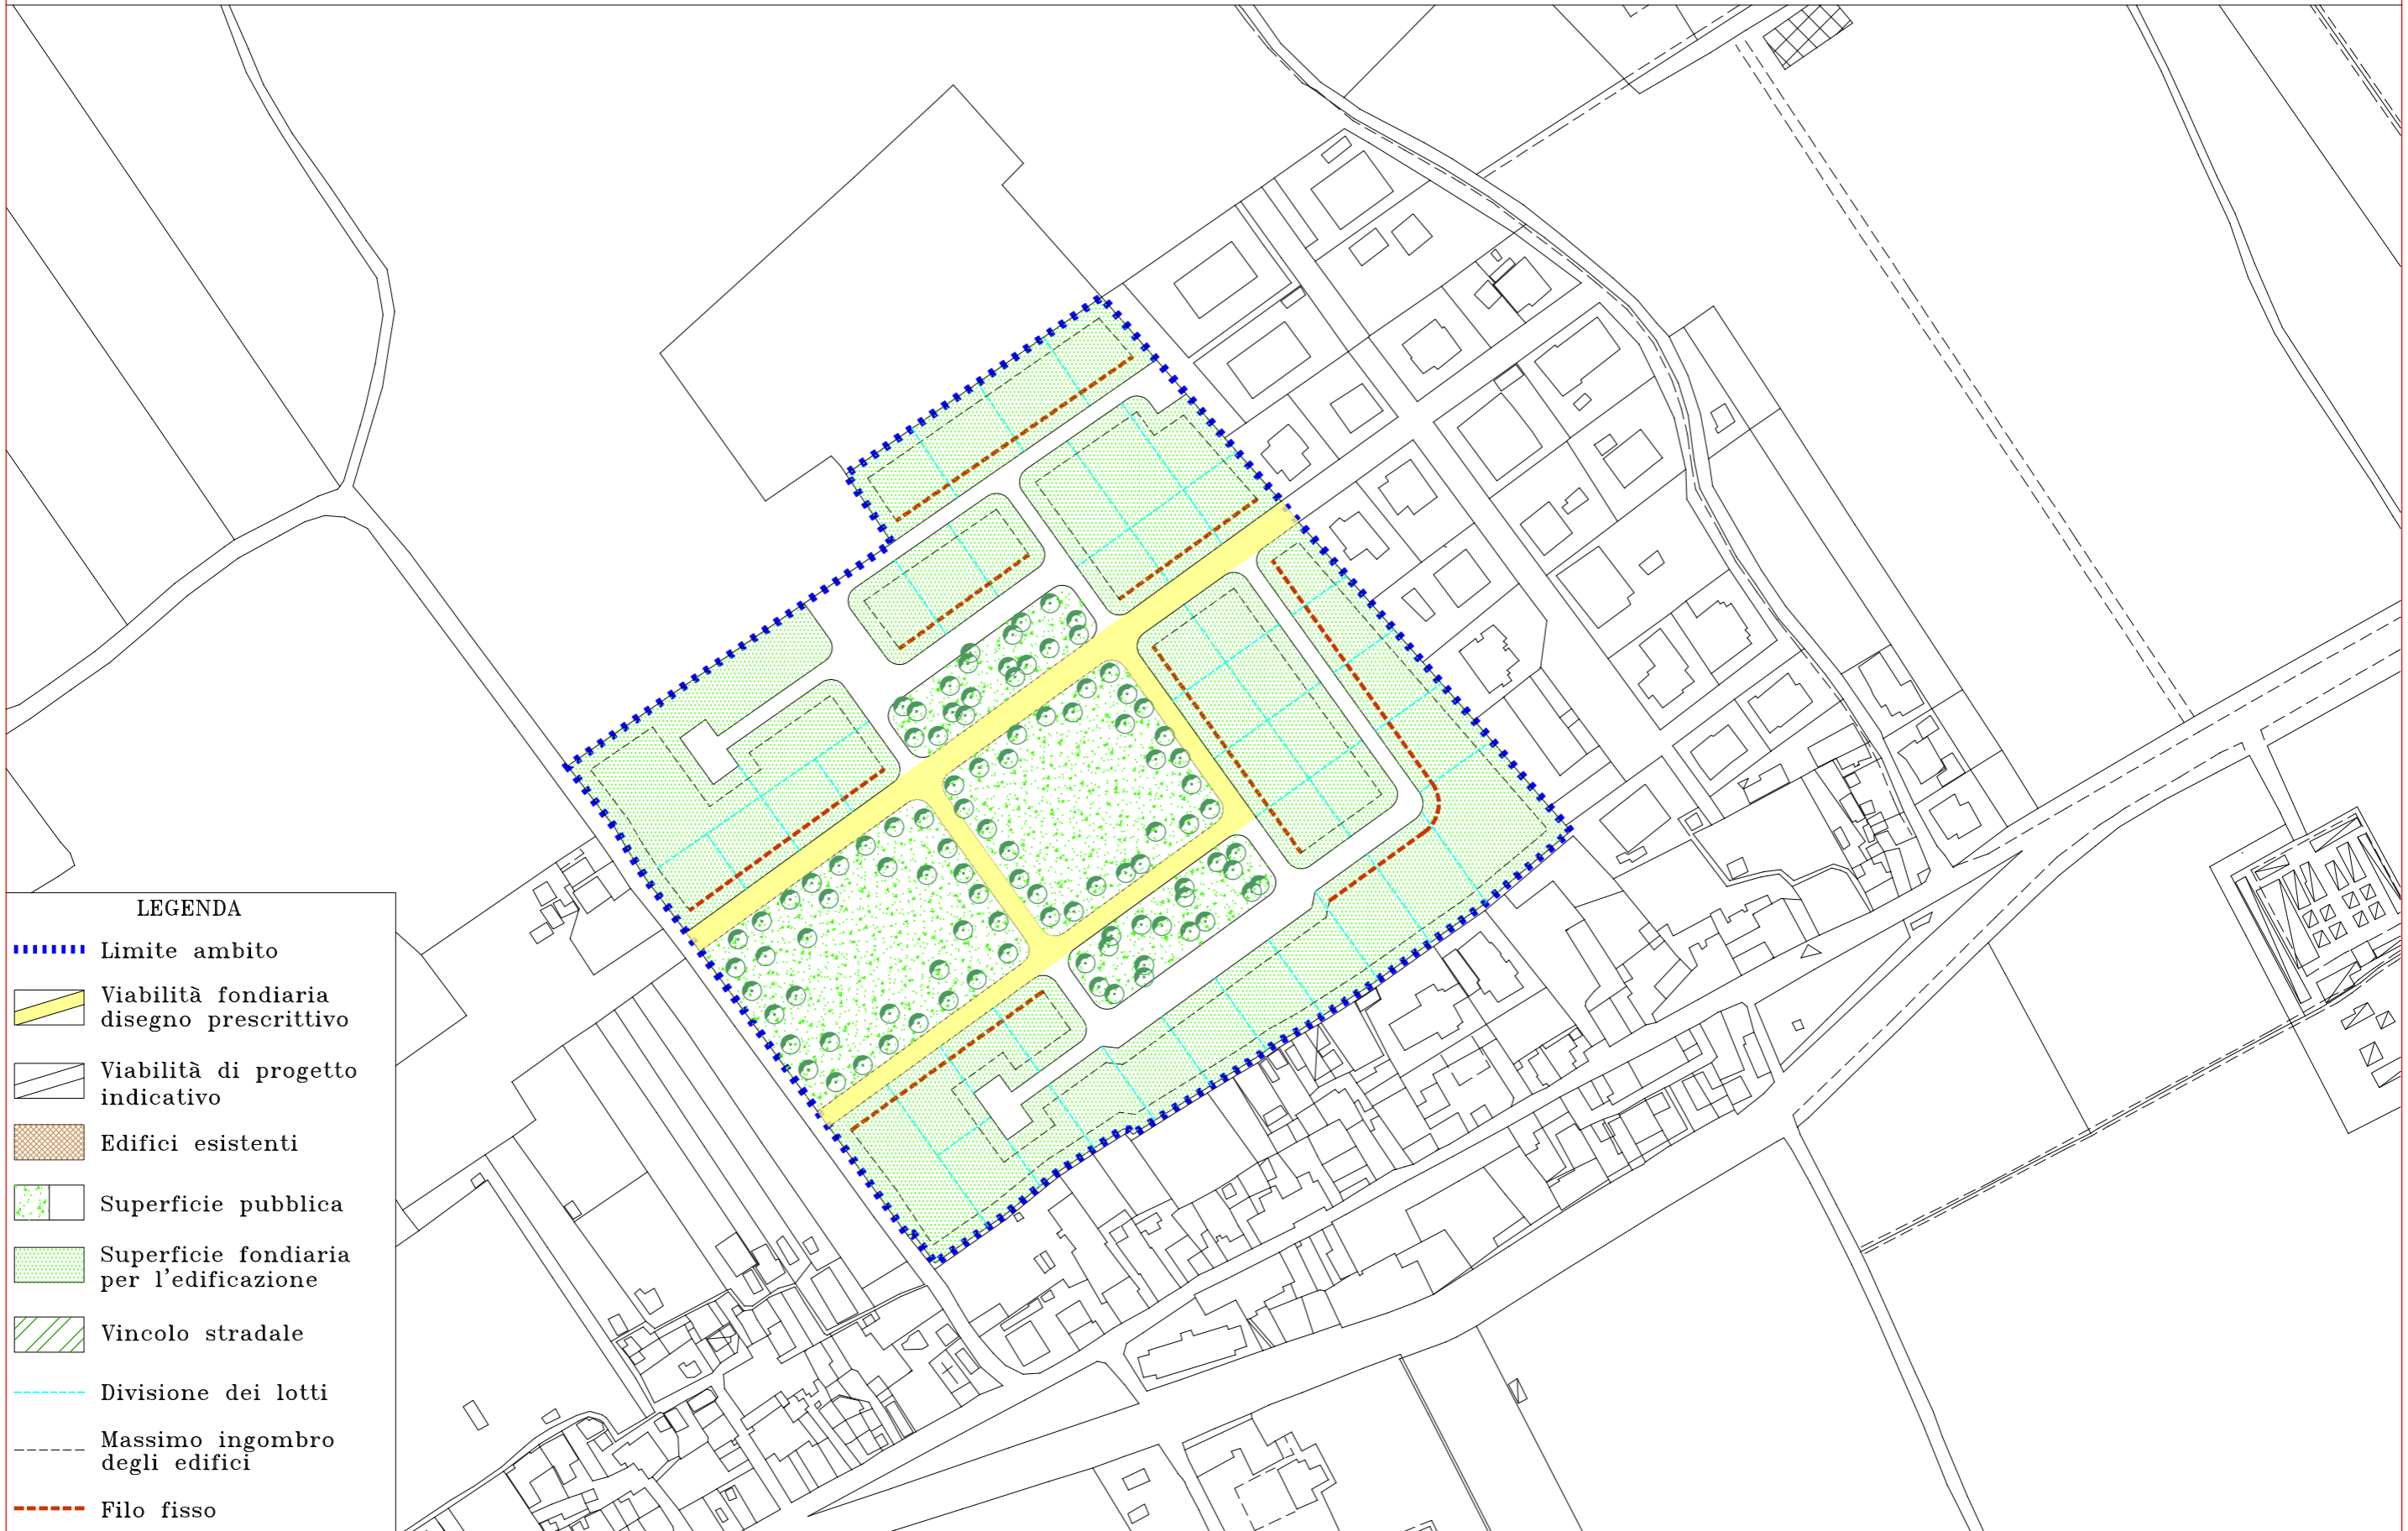 LEGENDA
Limite ambito
Viabilità fondiaria
disegno prescrittivo
Viabilità di progetto
indicativo
Edifici esistenti
Superficie pubblica
Superficie fondiaria
per l'edificazione
Vincolo stradale
Divisione dei lotti
Massimo ingombro
degli edifici
Filo fisso